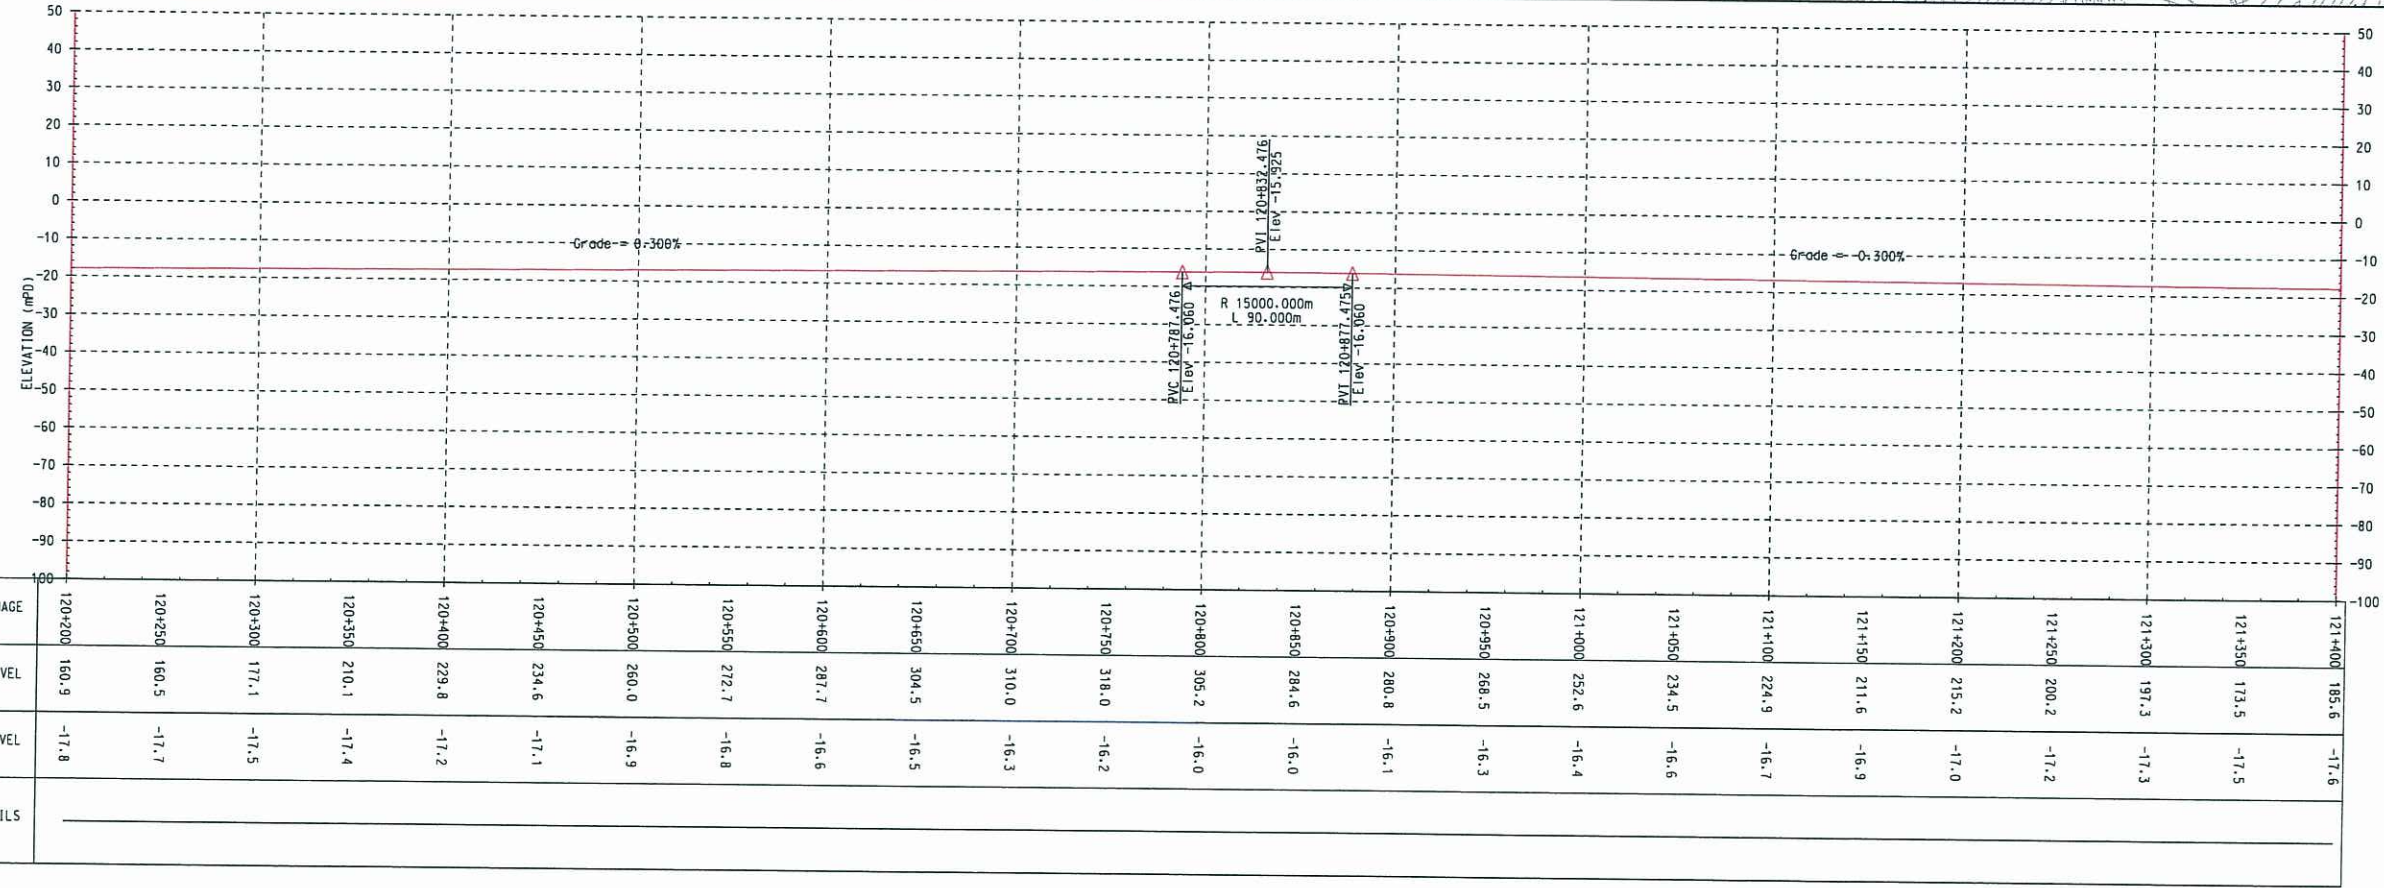 50 50
40 40
30 30
20 20
10 10
0 0
-10 -10
-20 -20
-30 -30
-40 -40
-50 -50
-60 -60
-70 -70
-80 -80
-90 -90
100 -100
ELEVATION (mPD)
Grade = 0.300%
PVI 120+832.476
Elev -15.925
Grade = -0.300%
PVC 120+787.476
Elev -16.060
R 15000.000m
L 90.000m
PVT 120+877.475
Elev -16.060
AGE 120+200 120+250 120+300 120+350 120+400 120+450 120+500 120+550 120+600 120+650 120+700 120+750 120+800 120+850 120+900 120+950 121+000 121+050 121+100 121+150 121+200 121+250 121+300 121+350 121+400
VEL 160.9 160.5 177.1 210.1 229.8 234.6 260.0 272.7 287.7 304.5 310.0 318.0 305.2 284.6 280.8 268.5 252.6 234.5 224.9 211.6 215.2 200.2 197.3 173.5 185.6
VEL -17.8 -17.7 -17.5 -17.4 -17.2 -17.1 -16.9 -16.8 -16.6 -16.5 -16.3 -16.2 -16.0 -16.0 -16.1 -16.3 -16.4 -16.6 -16.7 -16.9 -17.0 -17.2 -17.3 -17.5 -17.6
ILS